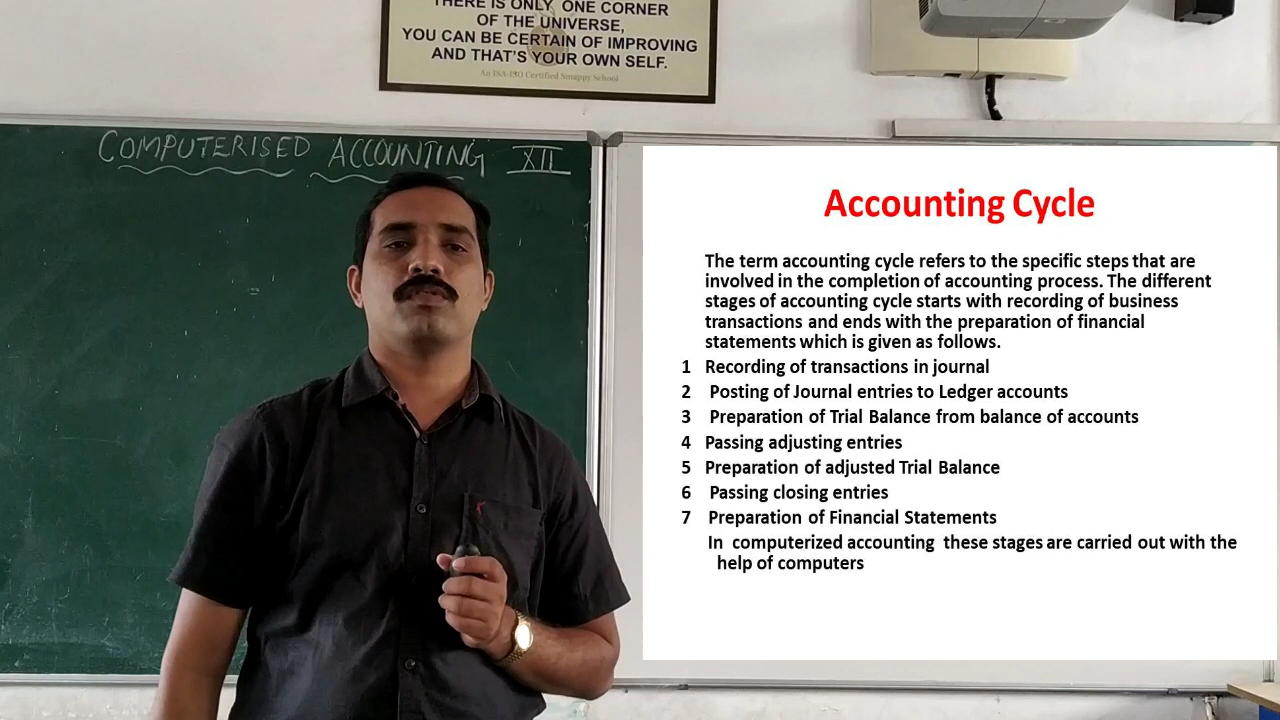 THERE IS ONLY ONE CORNER
OF THE UNIVERSE,
YOU CAN BE CERTAIN OF IMPROVING
AND THAT'S YOUR OWN SELF.
An ISA-ISO Certified Smappy School
COMPUTERISED ACCOUNTING XII
Accounting Cycle
The term accounting cycle refers to the specific steps that are
involved in the completion of accounting process. The different
stages of accounting cycle starts with recording of business
transactions and ends with the preparation of financial
statements which is given as follows.
1 Recording of transactions in journal
2 Posting of Journal entries to Ledger accounts
3 Preparation of Trial Balance from balance of accounts
4 Passing adjusting entries
5 Preparation of adjusted Trial Balance
6 Passing closing entries
7 Preparation of Financial Statements
In computerized accounting these stages are carried out with the
help of computers